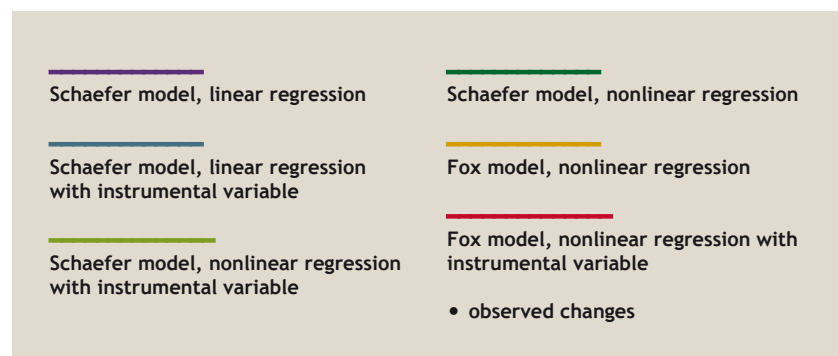 Schaefer model, linear regression
Schaefer model, linear regression
with instrumental variable
Schaefer model, nonlinear regression
with instrumental variable
Schaefer model, nonlinear regression
Fox model, nonlinear regression
Fox model, nonlinear regression with
instrumental variable
• observed changes